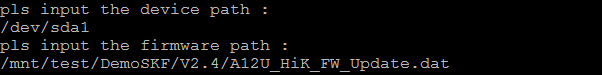 pls input the device path :
/dev/sda1
pls input the firmware path :
/mnt/test/DemoSKF/V2.4/A12U_HiK_FW_Update.dat